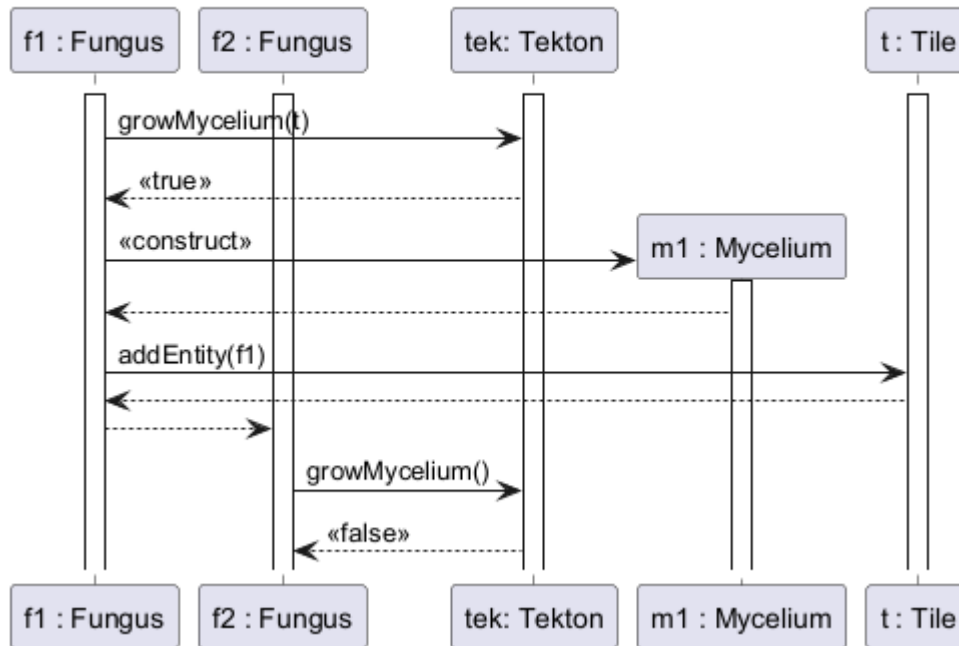 f1 : Fungus f2 : Fungus tek: Tekton t : Tile
growMycelium(t)
«true»
«construct»
m1 : Mycelium
addEntity(f1)
growMycelium()
«false»
f1 : Fungus f2 : Fungus tek: Tekton m1 : Mycelium t : Tile